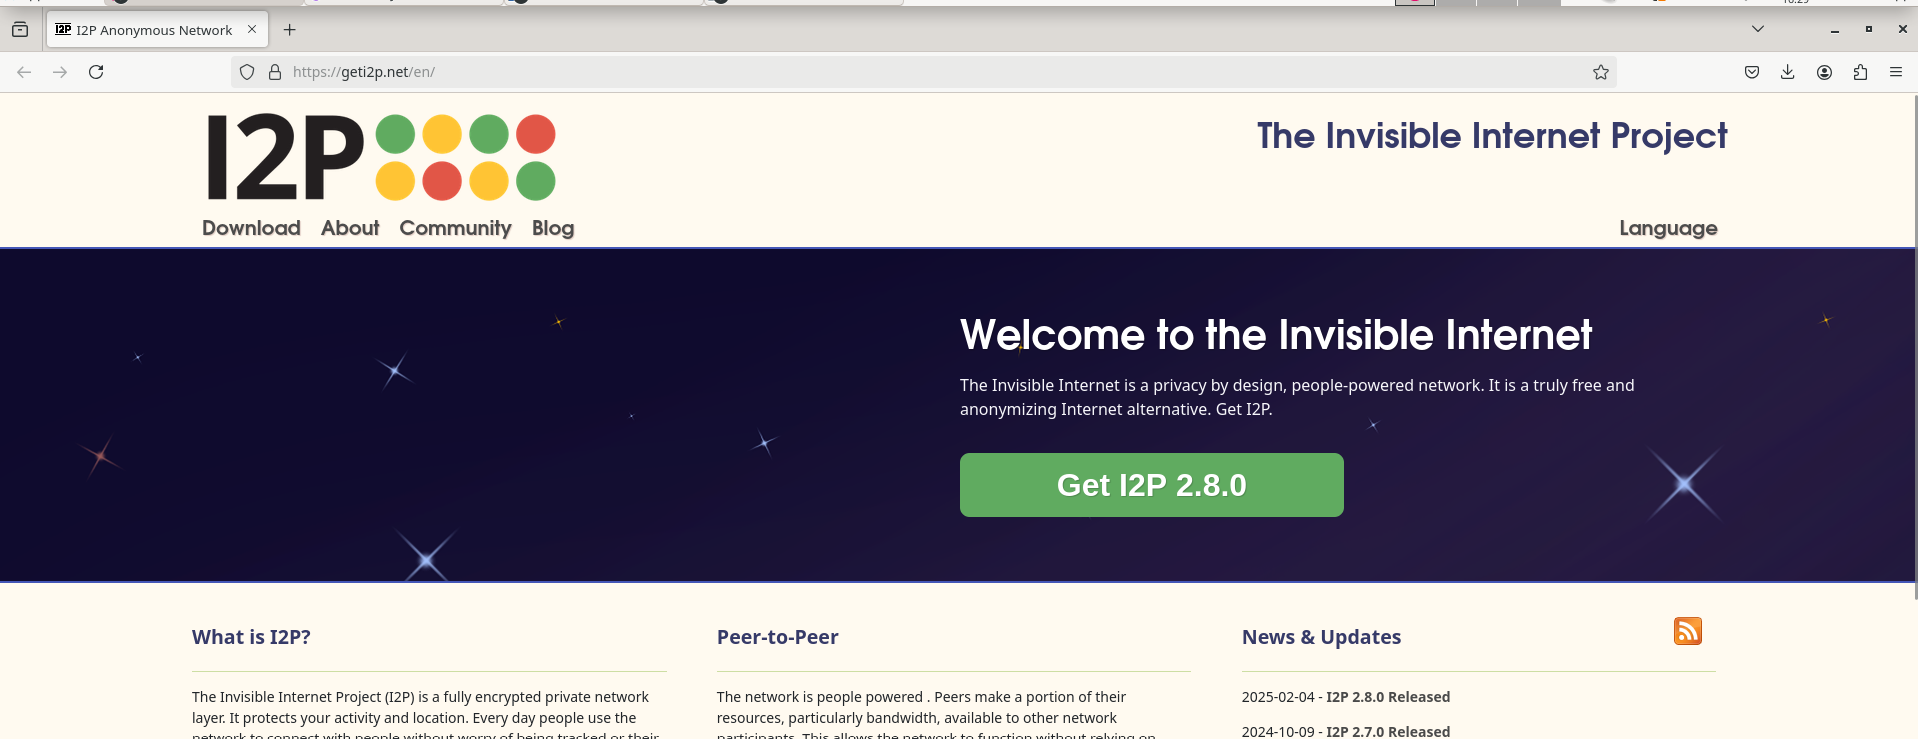 I2P Anonymous Network
https://geti2p.net/en/
I2P
The Invisible Internet Project
Download About Community Blog Language
Welcome to the Invisible Internet
The Invisible Internet is a privacy by design, people-powered network. It is a truly free and
anonymizing Internet alternative. Get I2P.
Get I2P 2.8.0
What is I2P?
The Invisible Internet Project (I2P) is a fully encrypted private network
layer. It protects your activity and location. Every day people use the
network to connect with people without worry of being tracked or their
Peer-to-Peer
The network is people powered . Peers make a portion of their
resources, particularly bandwidth, available to other network
participants. This allows the network to function without relying on
News & Updates
2025-02-04 - I2P 2.8.0 Released
2024-10-09 - I2P 2.7.0 Released